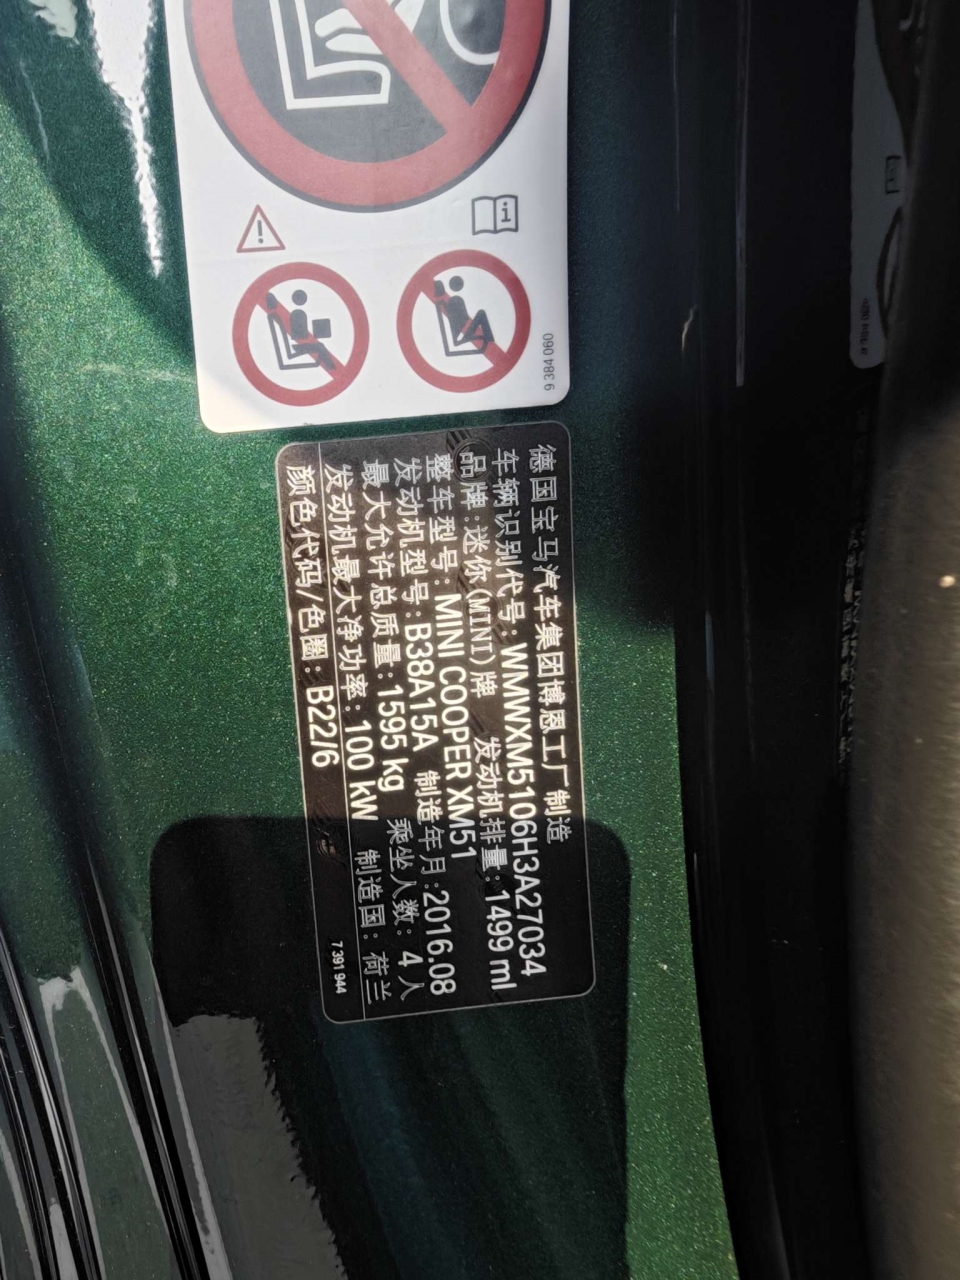 9 384 060
德国宝马汽车集团博恩工厂制造
车辆识别代号: WMWXM5106H3A27034
品牌:迷你(MINI)牌 发动机排量: 1499 ml
整车型号: MINI COOPER XM51
发动机型号: B38A15A 制造年月:2016.08
最大允许总质量: 1595 kg 乘坐人数: 4人
发动机最大净功率: 100 kW 制造国: 荷兰
颜色代码/色圈: B22/6
7 391 944